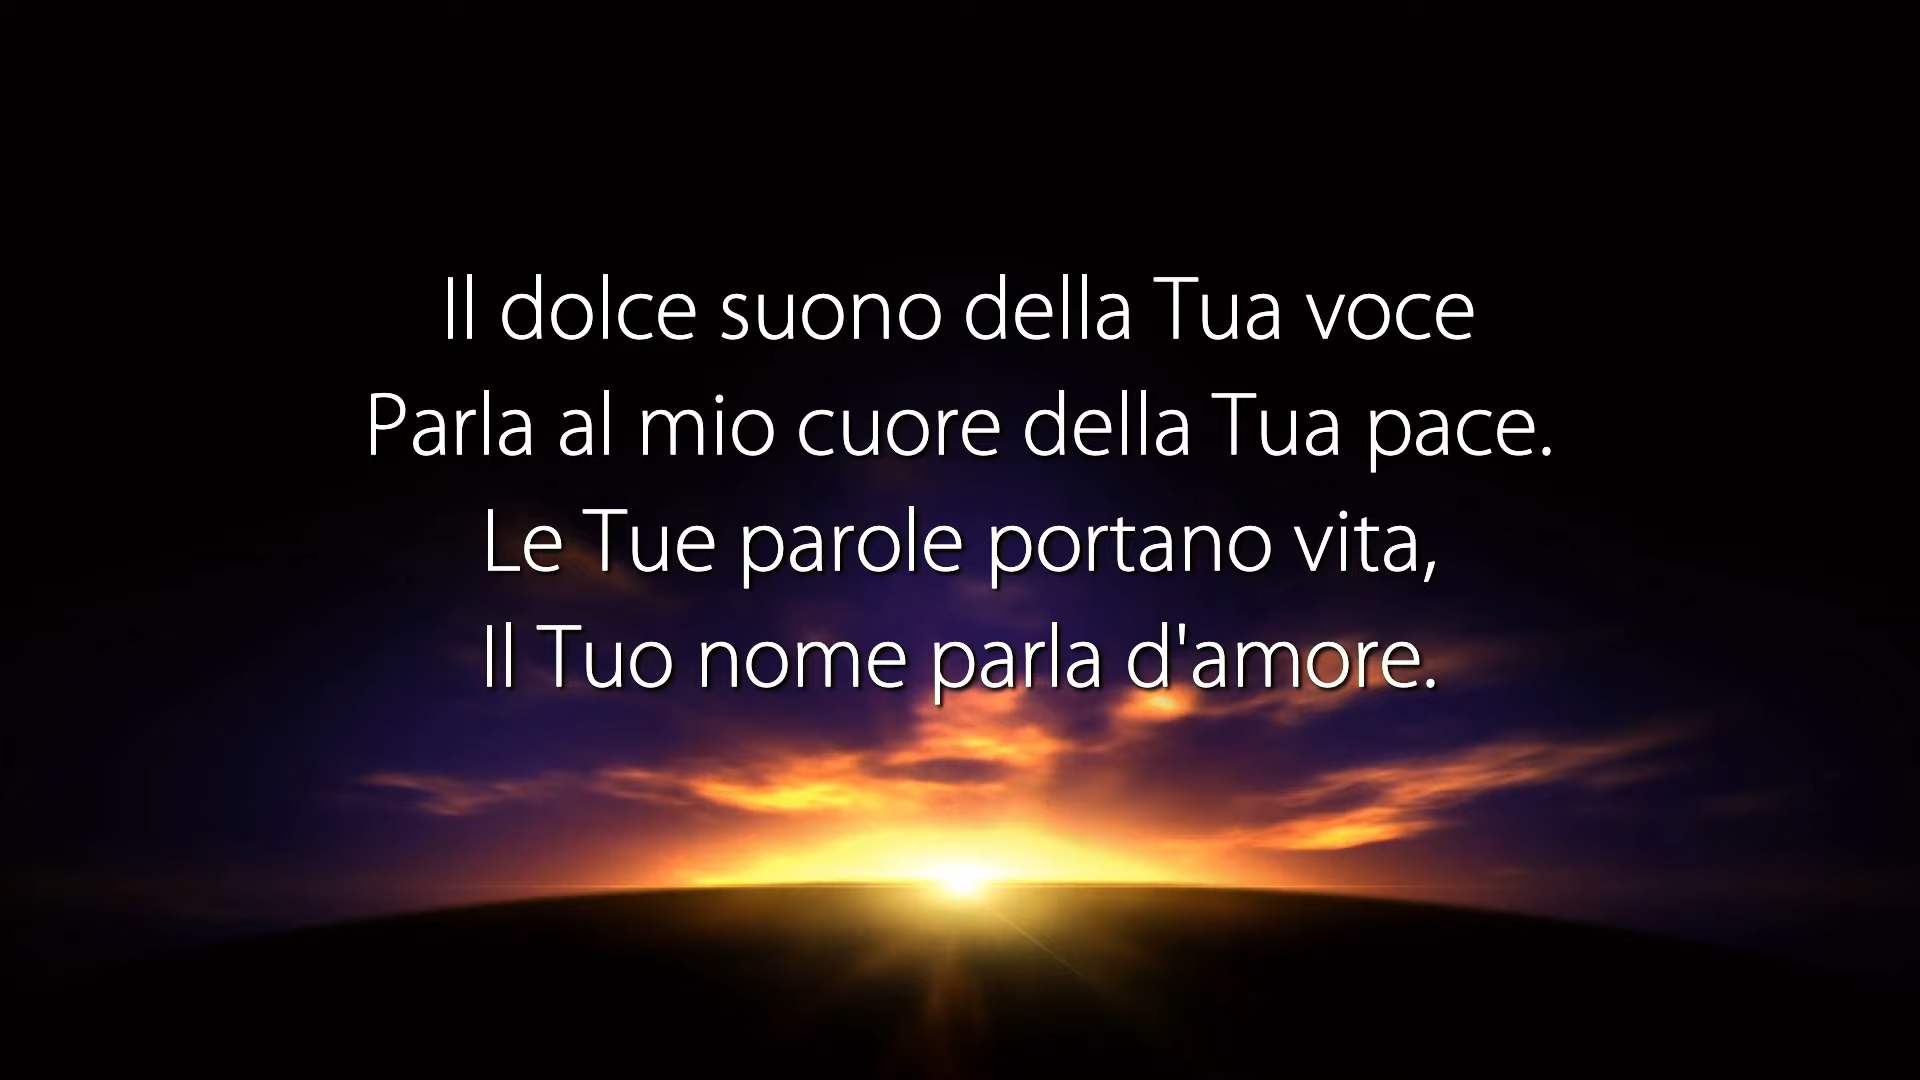 Il dolce suono della Tua voce
Parla al mio cuore della Tua pace.
Le Tue parole portano vita,
Il Tuo nome parla d'amore.